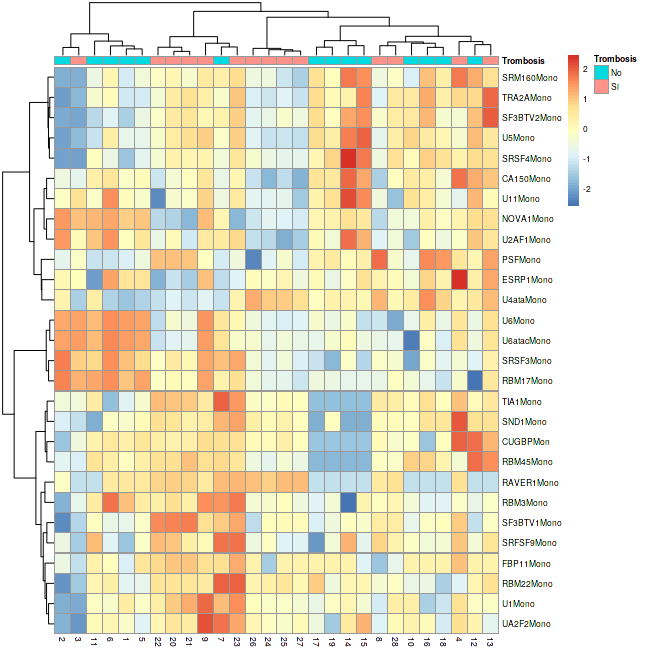 Trombosis
SRM160Mono
TRA2AMono
SF3BTV2Mono
U5Mono
SRSF4Mono
CA150Mono
U11Mono
NOVA1Mono
U2AF1Mono
PSFMono
ESRP1Mono
U4ataMono
U6Mono
U6atacMono
SRSF3Mono
RBM17Mono
TIA1Mono
SND1Mono
CUGBPMon
RBM45Mono
RAVER1Mono
RBM3Mono
SF3BTV1Mono
SRFSF9Mono
FBP11Mono
RBM22Mono
U1Mono
UA2F2Mono
2 3 11 6 1 5 22 20 21 9 7 23 26 24 25 27 17 19 14 15 8 28 10 16 18 4 12 13
2
1
0
-1
-2
Trombosis
No
SI